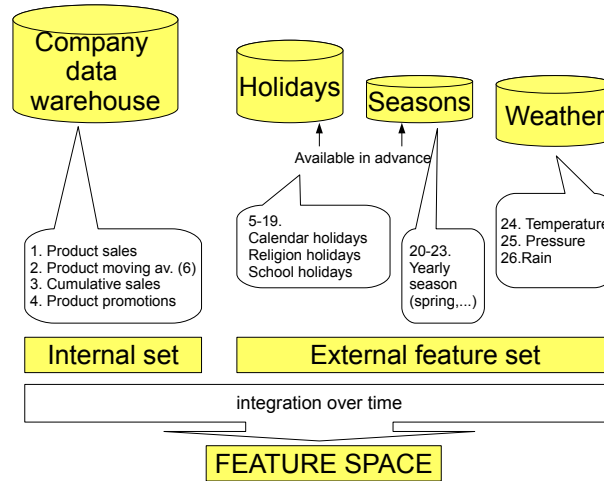 Company
data
warehouse
Holidays
Seasons
Weather
Available in advance
1. Product sales
2. Product moving av. (6)
3. Cumulative sales
4. Product promotions
5-19.
Calendar holidays
Religion holidays
School holidays
20-23.
Yearly
season
(spring,...)
24. Temperature
25. Pressure
26.Rain
Internal set
External feature set
integration over time
FEATURE SPACE